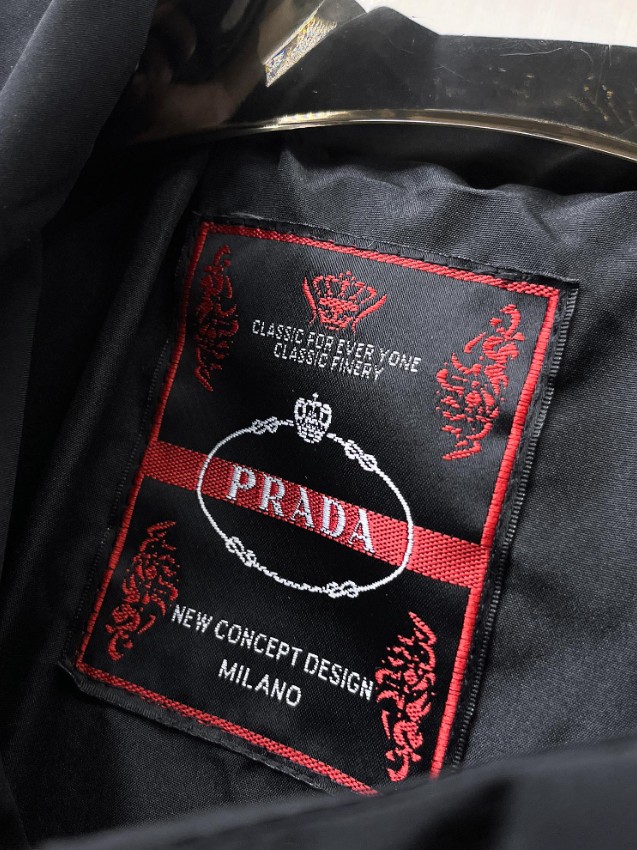 CLASSIC FOR EVER YONE
CLASSIC FINERY
PRADA
NEW CONCEPT DESIGN
MILANO